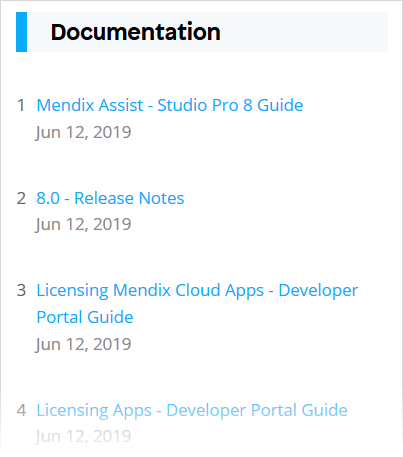 Documentation
1 Mendix Assist - Studio Pro 8 Guide
Jun 12, 2019
2 8.0 - Release Notes
Jun 12, 2019
3 Licensing Mendix Cloud Apps - Developer
Portal Guide
Jun 12, 2019
4 Licensing Apps - Developer Portal Guide
Jun 12, 2019